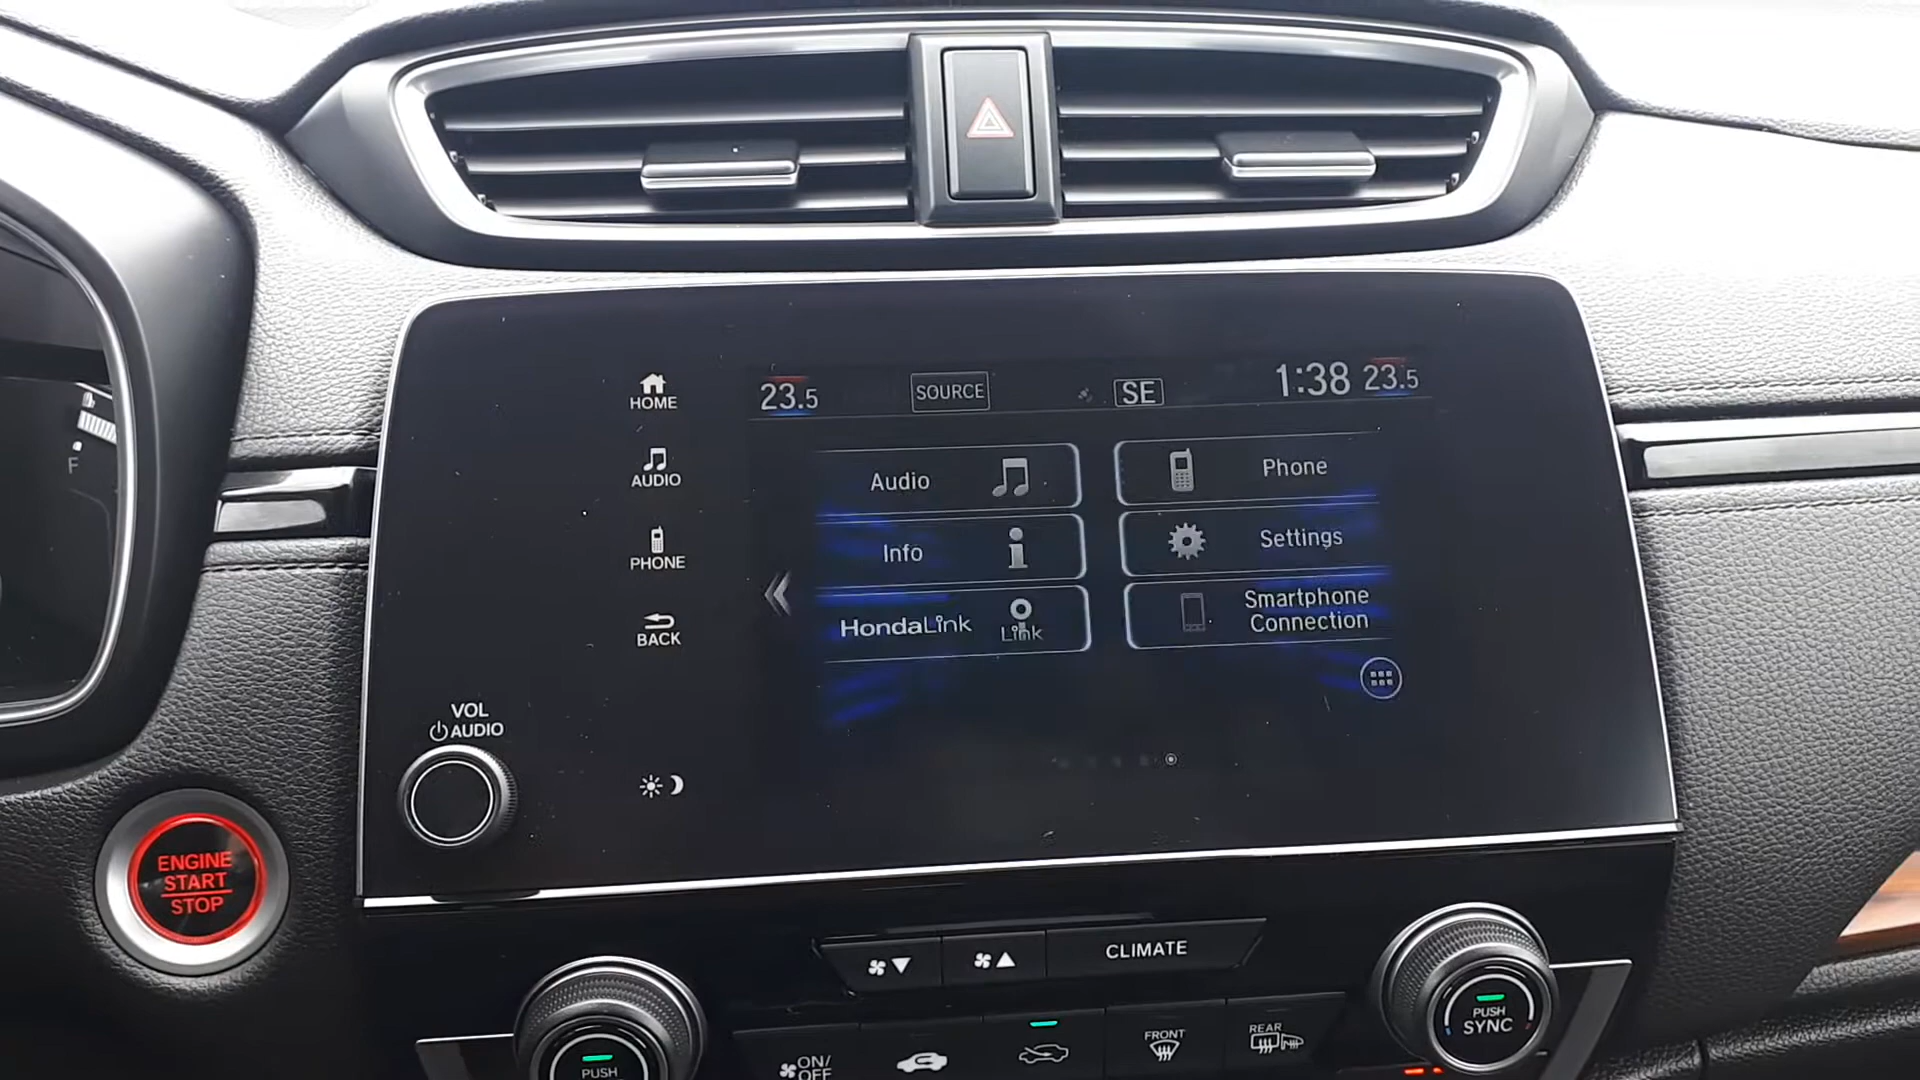 HOME
AUDIO
PHONE
BACK
VOL
AUDIO
23.5
SOURCE
SE
1:38 23.5
Audio
Phone
Info
Settings
HondaLink
Link
Smartphone
Connection
F
ENGINE
START
STOP
CLIMATE
PUSH
ON/
OFF
FRONT
REAR
PUSH
SYNC